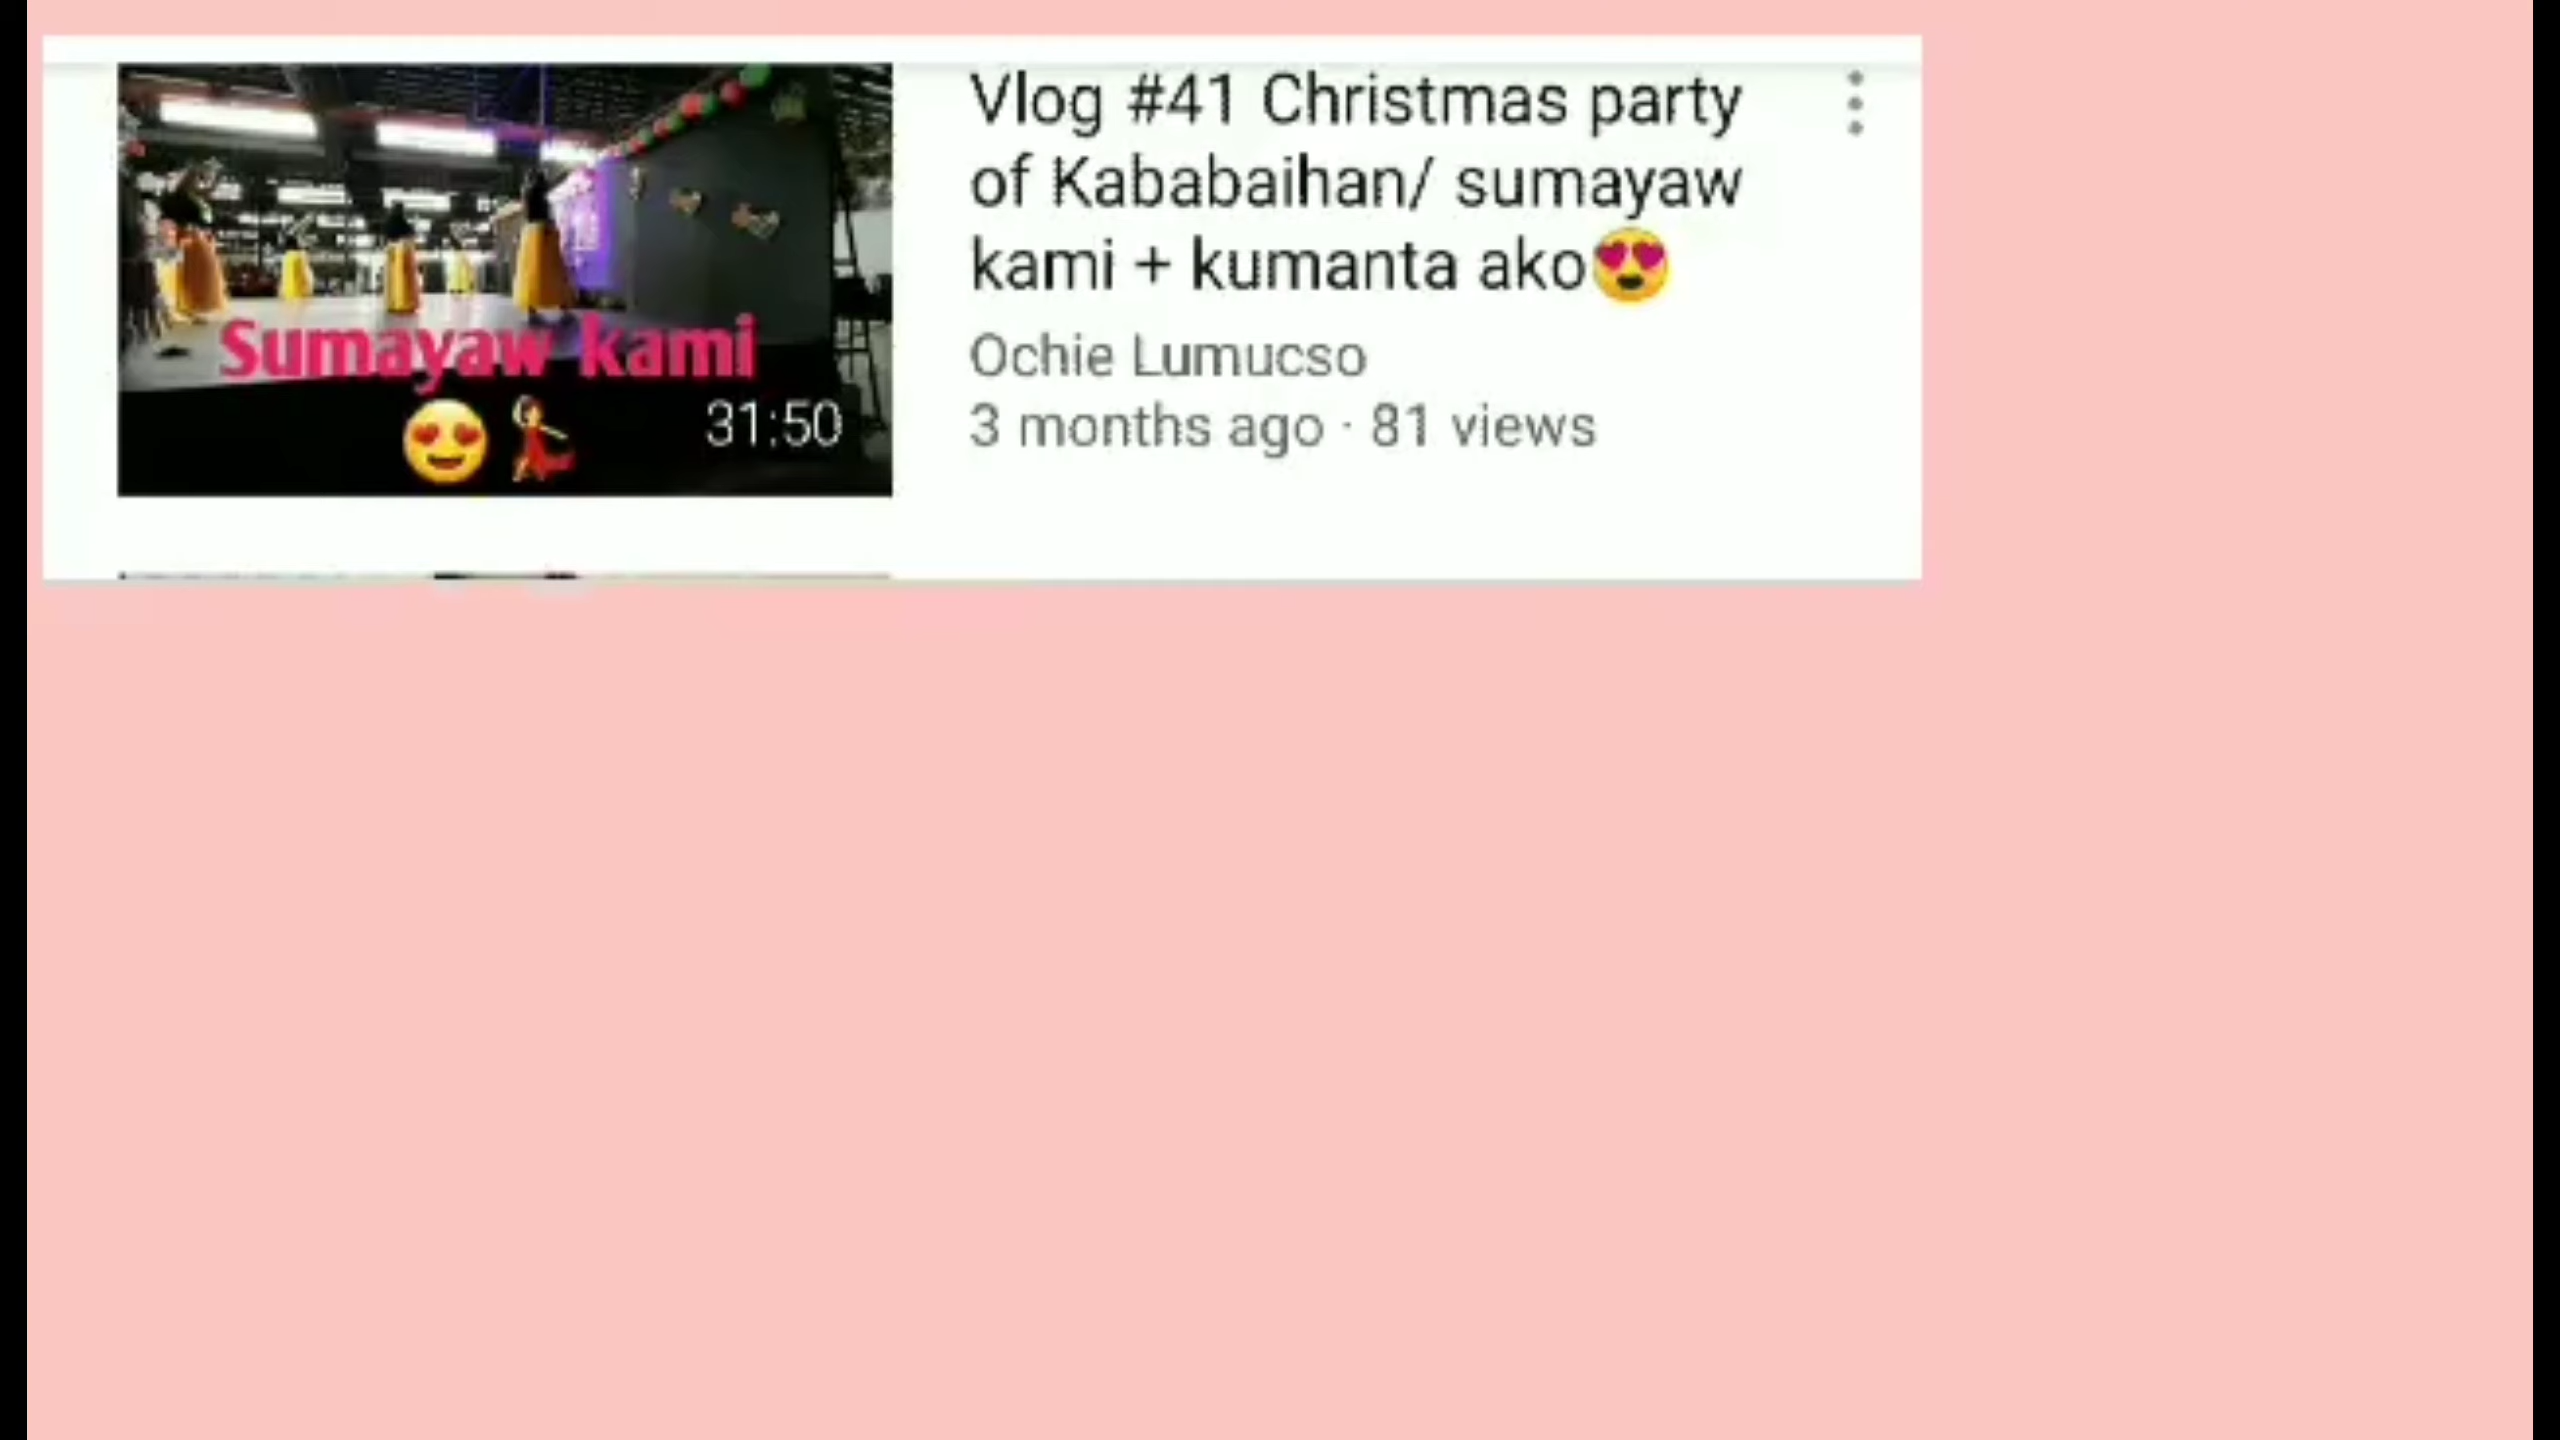 Sumayaw kami
😍💃 31:50
Vlog #41 Christmas party
of Kababaihan/ sumayaw
kami + kumanta ako😍
Ochie Lumucso
3 months ago · 81 views